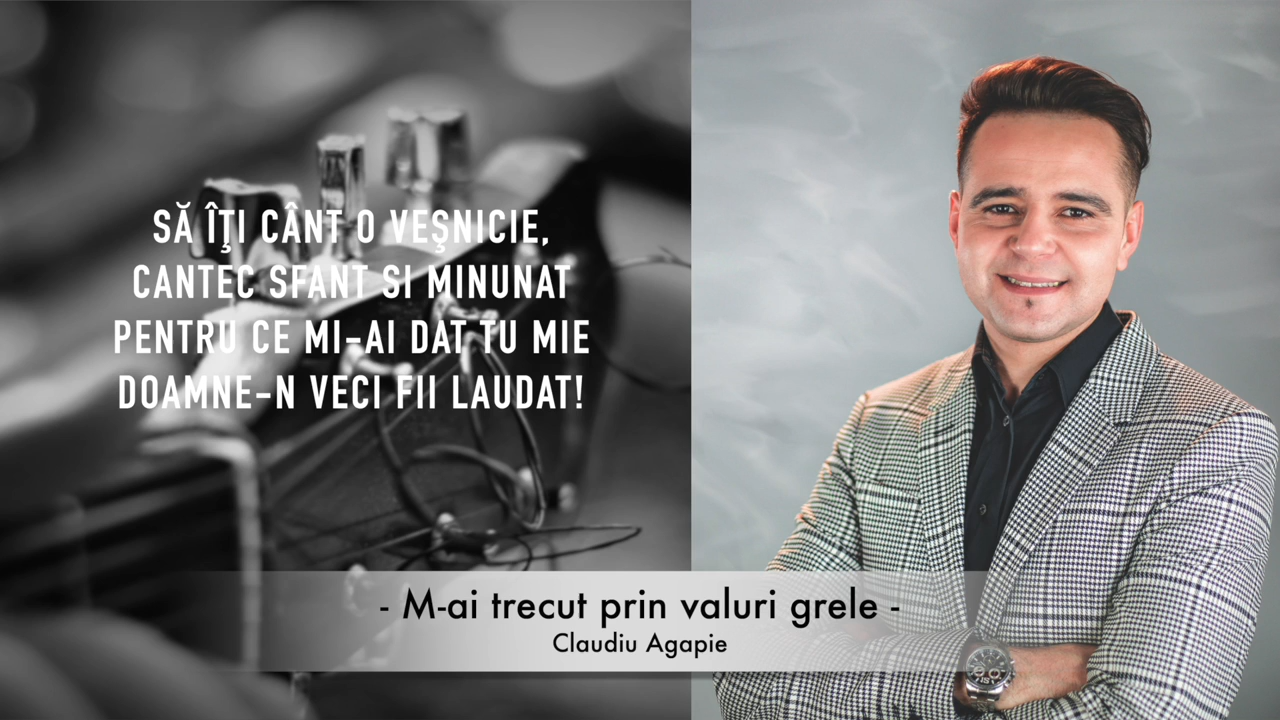 SĂ ÎŢI CÂNT O VEŞNICIE,
CANTEC SFANT SI MINUNAT
PENTRU CE MI-AI DAT TU MIE
DOAMNE-N VECI FII LAUDAT!
- M-ai trecut prin valuri grele -
Claudiu Agapie